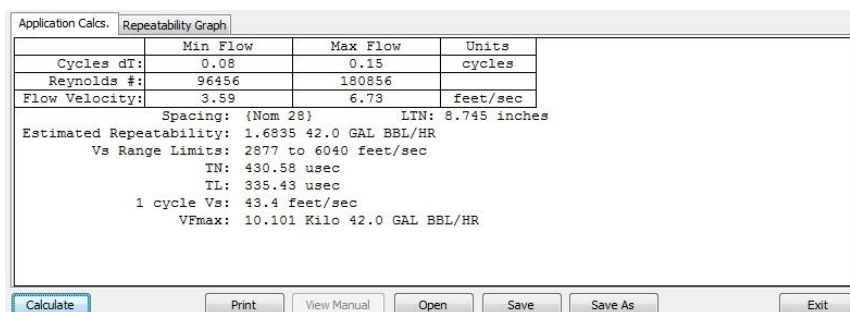 Application Calcs. Repeatability Graph
Min Flow Max Flow Units
Cycles dT: 0.08 0.15 cycles
Reynolds #: 96456 180856
Flow Velocity: 3.59 6.73 feet/sec
Spacing: {Nom 28} LTN: 8.745 inches
Estimated Repeatability: 1.6835 42.0 GAL BBL/HR
Vs Range Limits: 2877 to 6040 feet/sec
TN: 430.58 usec
TL: 335.43 usec
1 cycle Vs: 43.4 feet/sec
VFmax: 10.101 Kilo 42.0 GAL BBL/HR
Calculate Print View Manual Open Save Save As Exit